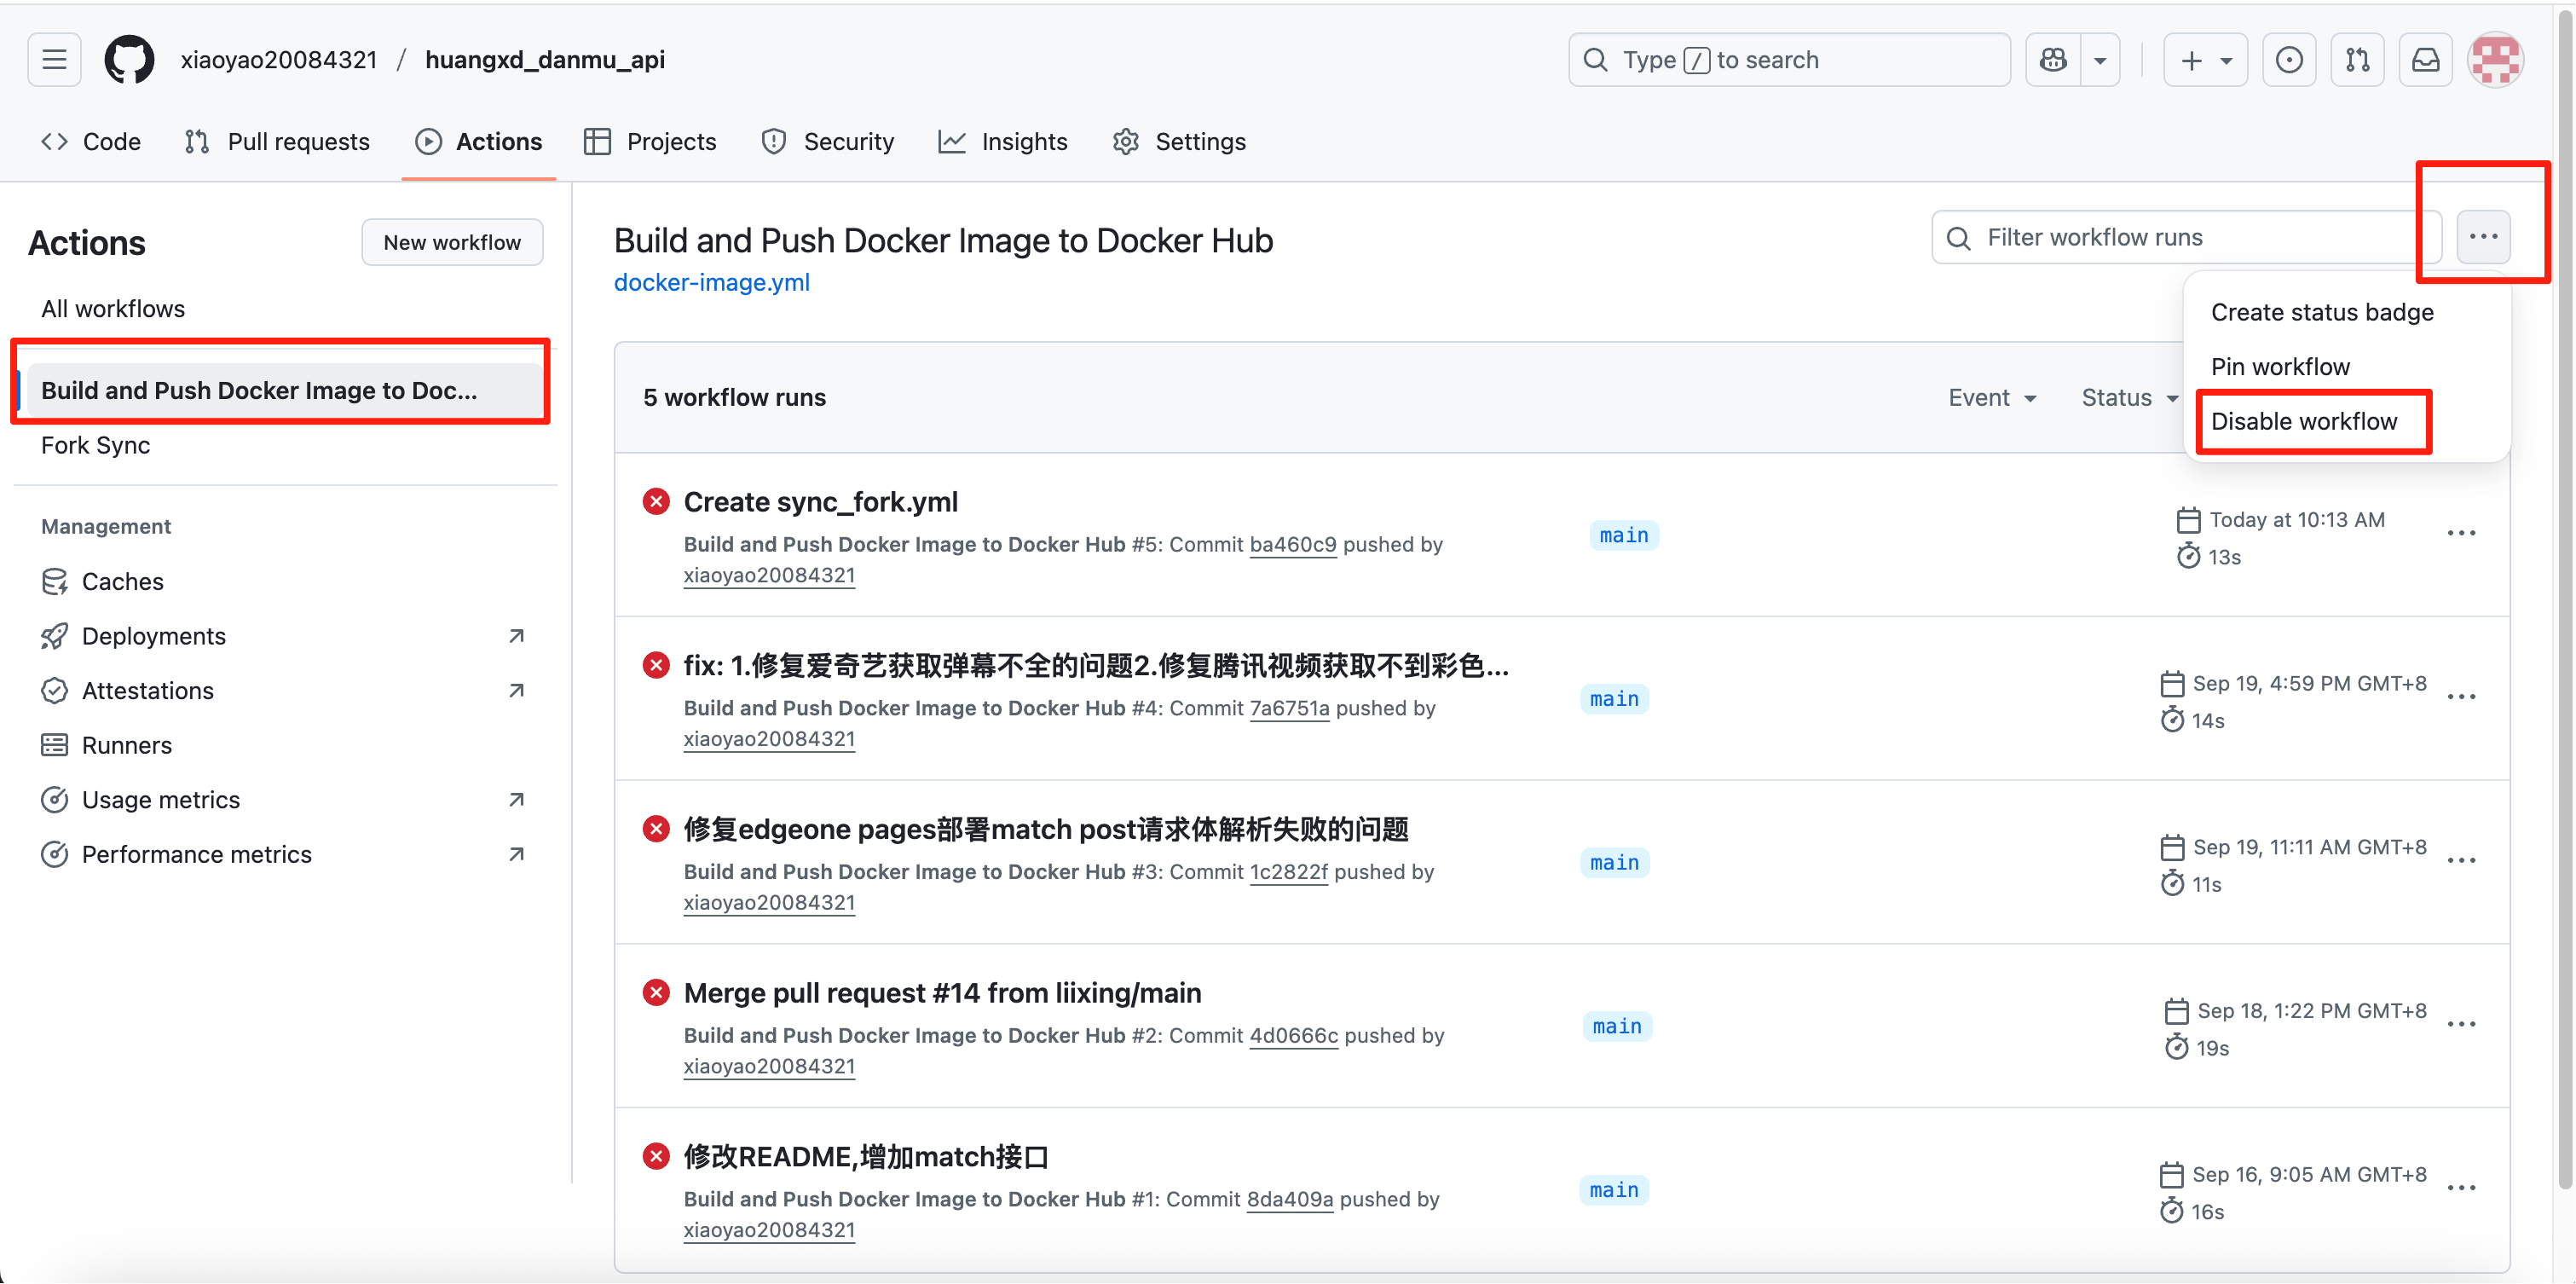 xiaoyao20084321 / huangxd_danmu_api
Type / to search
Code Pull requests Actions Projects Security Insights Settings
Actions
New workflow
All workflows
Build and Push Docker Image to Doc...
Fork Sync
Management
Caches
Deployments
Attestations
Runners
Usage metrics
Performance metrics
Build and Push Docker Image to Docker Hub
docker-image.yml
Filter workflow runs
Create status badge
Pin workflow
Disable workflow
5 workflow runs
Event Status
Create sync_fork.yml
Build and Push Docker Image to Docker Hub #5: Commit ba460c9 pushed by
xiaoyao20084321
main
Today at 10:13 AM
13s
fix: 1.修复爱奇艺获取弹幕不全的问题2.修复腾讯视频获取不到彩色...
Build and Push Docker Image to Docker Hub #4: Commit 7a6751a pushed by
xiaoyao20084321
main
Sep 19, 4:59 PM GMT+8
14s
修复edgeone pages部署match post请求体解析失败的问题
Build and Push Docker Image to Docker Hub #3: Commit 1c2822f pushed by
xiaoyao20084321
main
Sep 19, 11:11 AM GMT+8
11s
Merge pull request #14 from liixing/main
Build and Push Docker Image to Docker Hub #2: Commit 4d0666c pushed by
xiaoyao20084321
main
Sep 18, 1:22 PM GMT+8
19s
修改README,增加match接口
Build and Push Docker Image to Docker Hub #1: Commit 8da409a pushed by
xiaoyao20084321
main
Sep 16, 9:05 AM GMT+8
16s